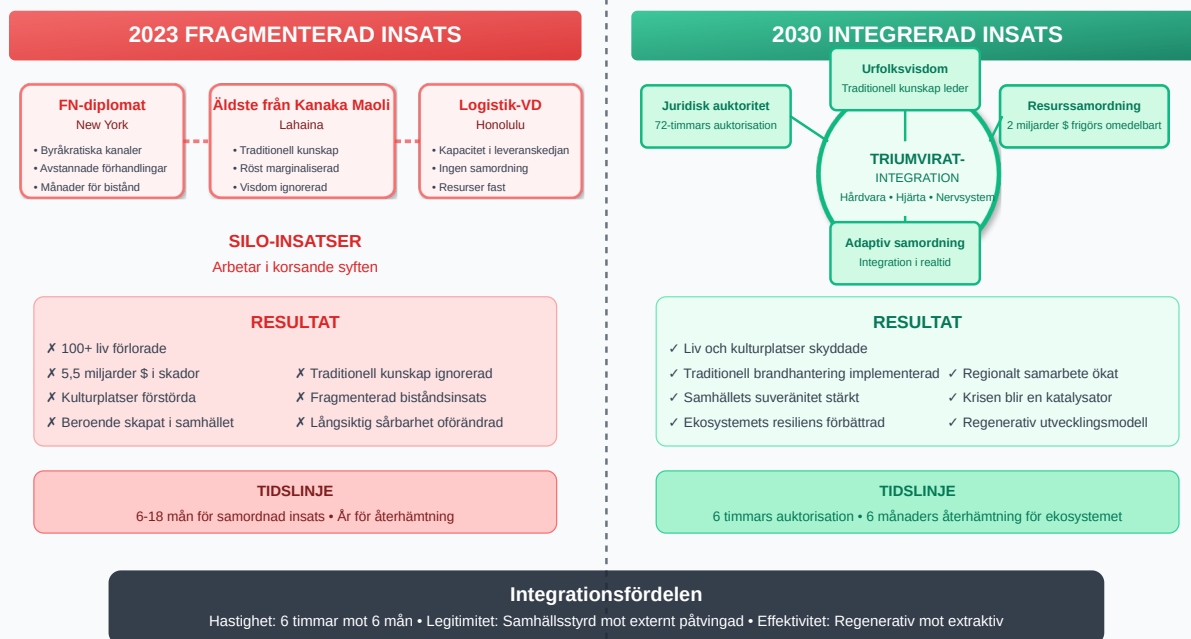 2023 FRAGMENTERAD INSATS
FN-diplomat
New York
• Byråkratiska kanaler
• Avstannade förhandlingar
• Månader för bistånd
Äldste från Kanaka Maoli
Lahaina
• Traditionell kunskap
• Röst marginaliserad
• Visdom ignorerad
Logistik-VD
Honolulu
• Kapacitet i leveranskedjan
• Ingen samordning
• Resurser fast
SILO-INSATSER
Arbetar i korsande syften
RESULTAT
✗ 100+ liv förlorade
✗ 5,5 miljarder $ i skador
✗ Kulturplatser förstörda
✗ Beroende skapat i samhället
✗ Traditionell kunskap ignorerad
✗ Fragmenterad biståndsinsats
✗ Långsiktig sårbarhet oförändrad
TIDSLINJE
6-18 mån för samordnad insats • År för återhämtning
2030 INTEGRERAD INSATS
Urfolksvisdom
Traditionell kunskap leder
Juridisk auktoritet
72-timmars auktorisation
Resurssamordning
2 miljarder $ frigörs omedelbart
TRIUMVIRAT-
INTEGRATION
Hårdvara • Hjärta • Nervsystem
Adaptiv samordning
Integration i realtid
RESULTAT
✓ Liv och kulturplatser skyddade
✓ Traditionell brandhantering implementerad
✓ Samhällets suveränitet stärkt
✓ Ekosystemets resiliens förbättrad
✓ Regionalt samarbete ökat
✓ Krisen blir en katalysator
✓ Regenerativ utvecklingsmodell
TIDSLINJE
6 timmars auktorisation • 6 månaders återhämtning för ekosystemet
Integrationsfördelen
Hastighet: 6 timmar mot 6 mån • Legitimitet: Samhällsstyrd mot externt påtvingad • Effektivitet: Regenerativ mot extraktiv